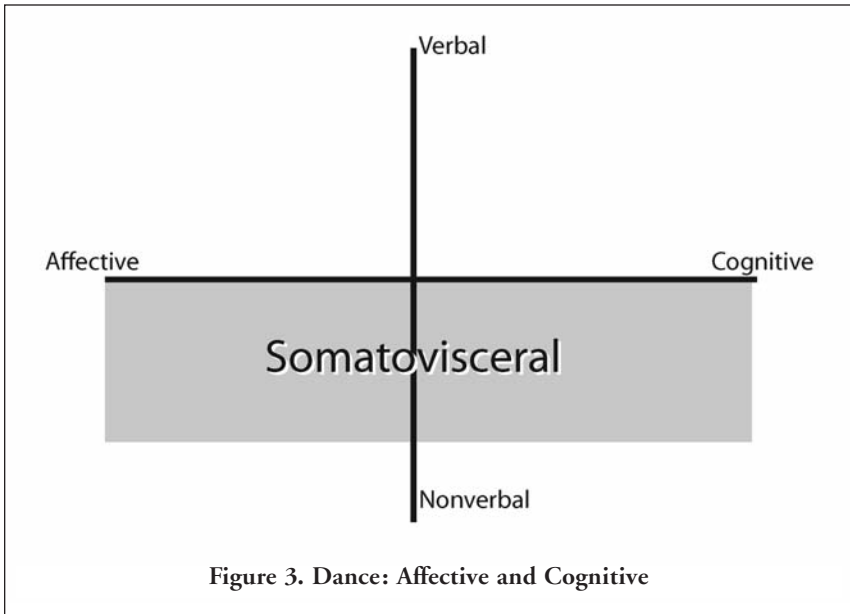 Verbal
Affective
Cognitive
Somatovisceral
Nonverbal
Figure 3. Dance: Affective and Cognitive